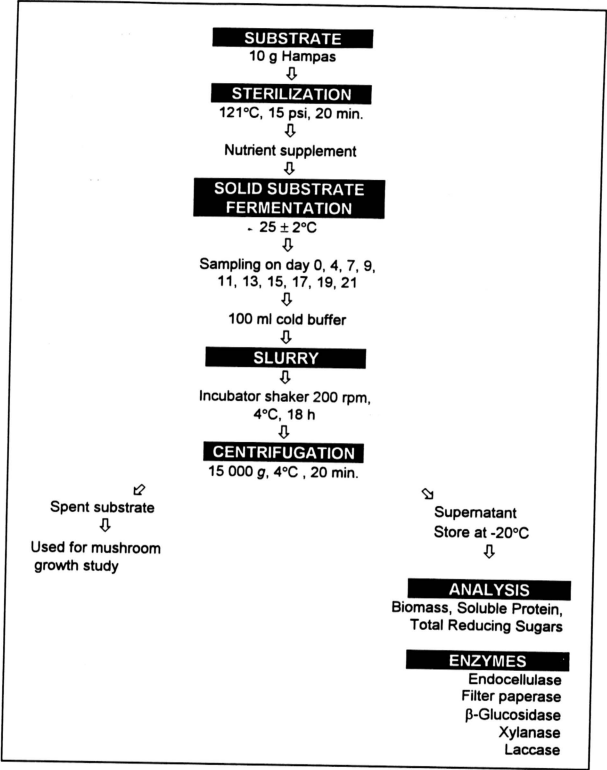 SUBSTRATE
10 g Hampas
STERILIZATION
121°C, 15 psi, 20 min.
Nutrient supplement
SOLID SUBSTRATE
FERMENTATION
25 ± 2°C
Sampling on day 0, 4, 7, 9,
11, 13, 15, 17, 19, 21
100 ml cold buffer
SLURRY
Incubator shaker 200 rpm,
4°C, 18 h
CENTRIFUGATION
15 000 g, 4°C , 20 min.
Spent substrate
Used for mushroom
growth study
Supernatant
Store at -20°C
ANALYSIS
Biomass, Soluble Protein,
Total Reducing Sugars
ENZYMES
Endocellulase
Filter paperase
β-Glucosidase
Xylanase
Laccase